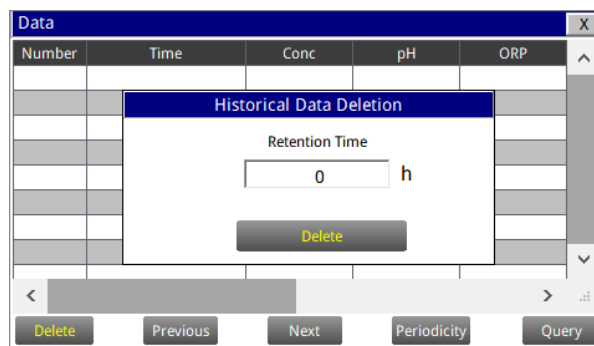 Data X
Number Time Conc pH ORP
Historical Data Deletion
Retention Time
0 h
Delete
Delete Previous Next Periodicity Query